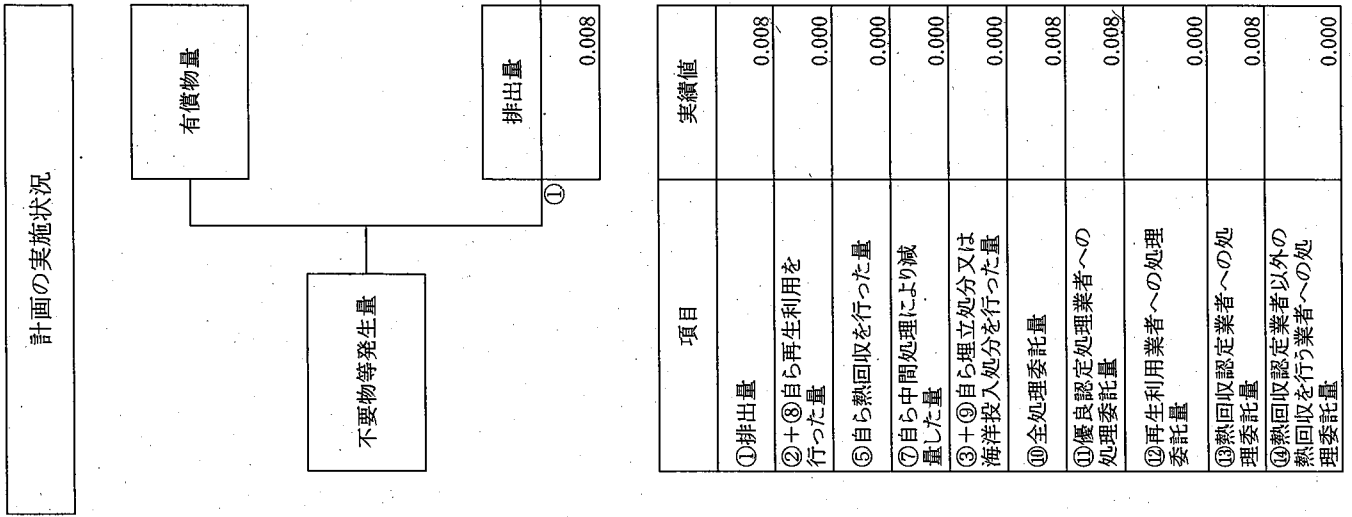 計画の実施状況
有償物量
不要物等発生量
排出量
①
0.008
項目 実績値
①排出量 0.008
②+⑧自ら再生利用を
行った量 0.000
⑤自ら熱回収を行った量 0.000
⑦自ら中間処理により減
量した量 0.000
③+⑨自ら埋立処分又は
海洋投入処分を行った量 0.000
⑩全処理委託量 0.008
⑪優良認定処理業者への
処理委託量 0.008
⑫再生利用業者への処理
委託量 0.000
⑬熱回収認定業者への処
理委託量 0.008
⑭熱回収認定業者以外の
熱回収を行う業者への処
理委託量 0.000